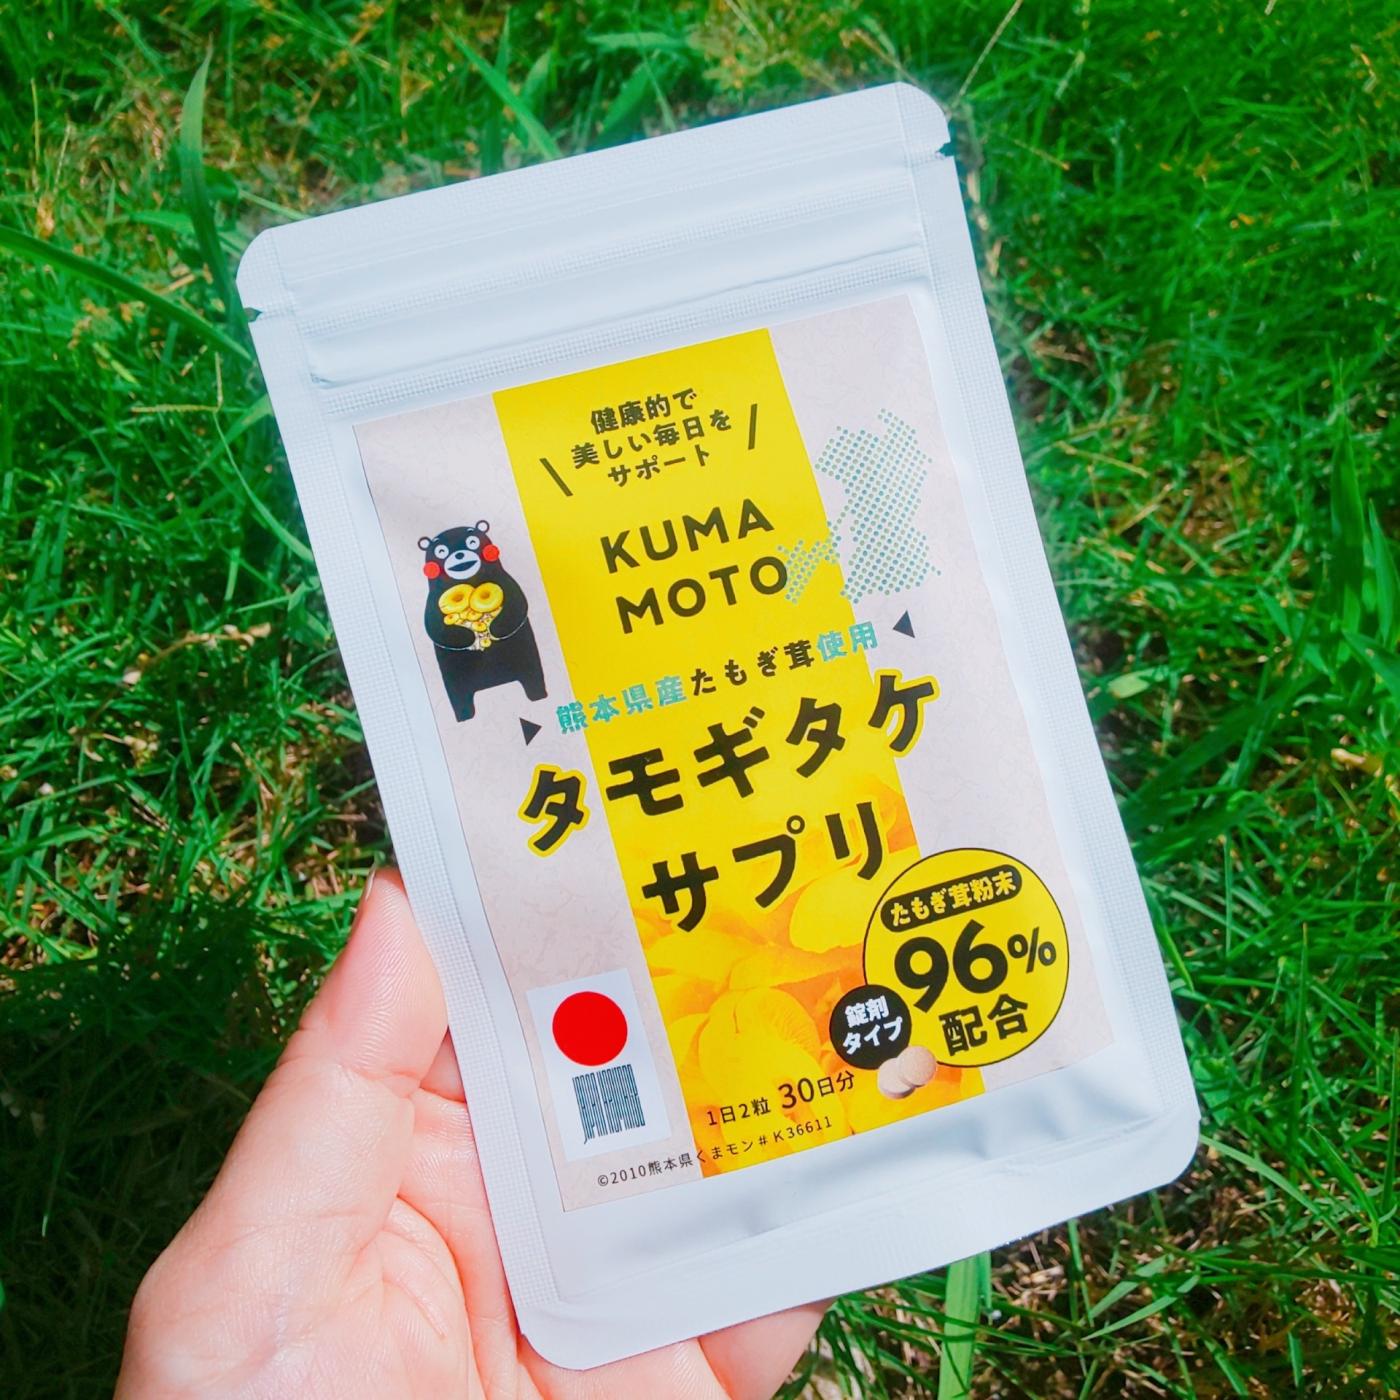 健康的で
美しい毎日を
サポート
KUMA
MOTO
熊本県産たもぎ茸使用
タモギタケ
サプリ
たもぎ茸粉末
96%
配合
錠剤
タイプ
1日2粒 30日分
©2010熊本県くまモン#K36611